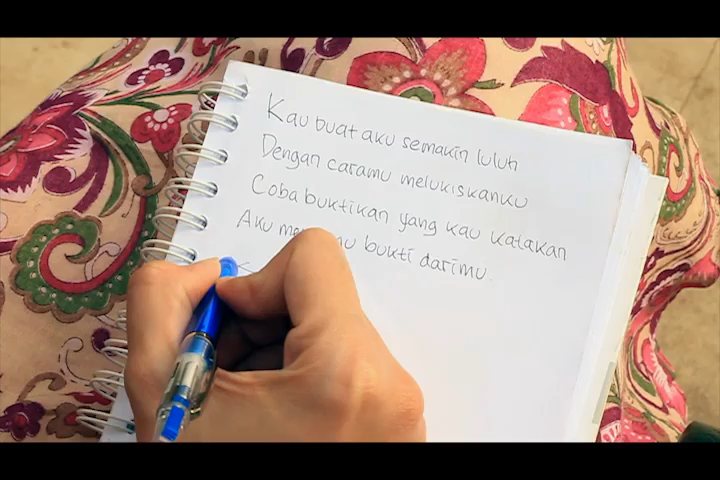 Kau buat aku semakin luluh
Dengan caramu melukiskanku
Coba buktikan yang kau katakan
Aku bukti darimu